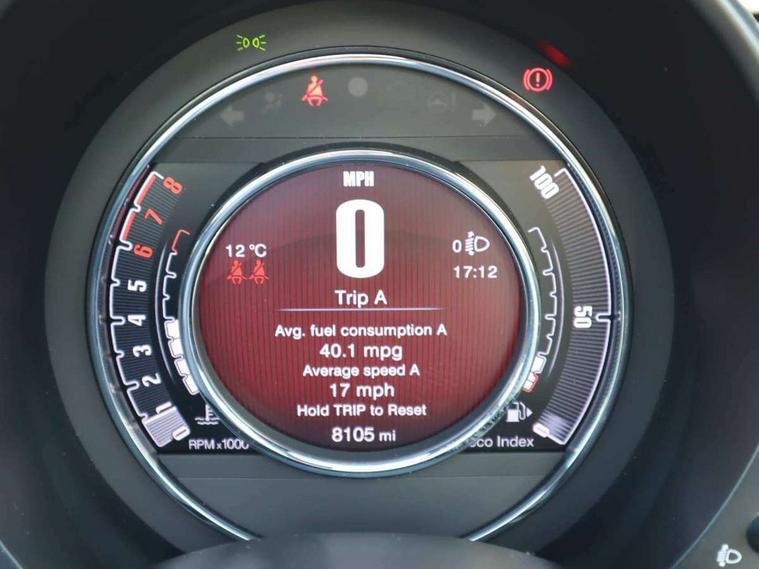 MPH
0
12 °C
0
17:12
Trip A
Avg. fuel consumption A
40.1 mpg
Average speed A
17 mph
Hold TRIP to Reset
8105 mi
8
7
6
5
4
3
2
1
0
RPM x1000
100
50
0
eco Index